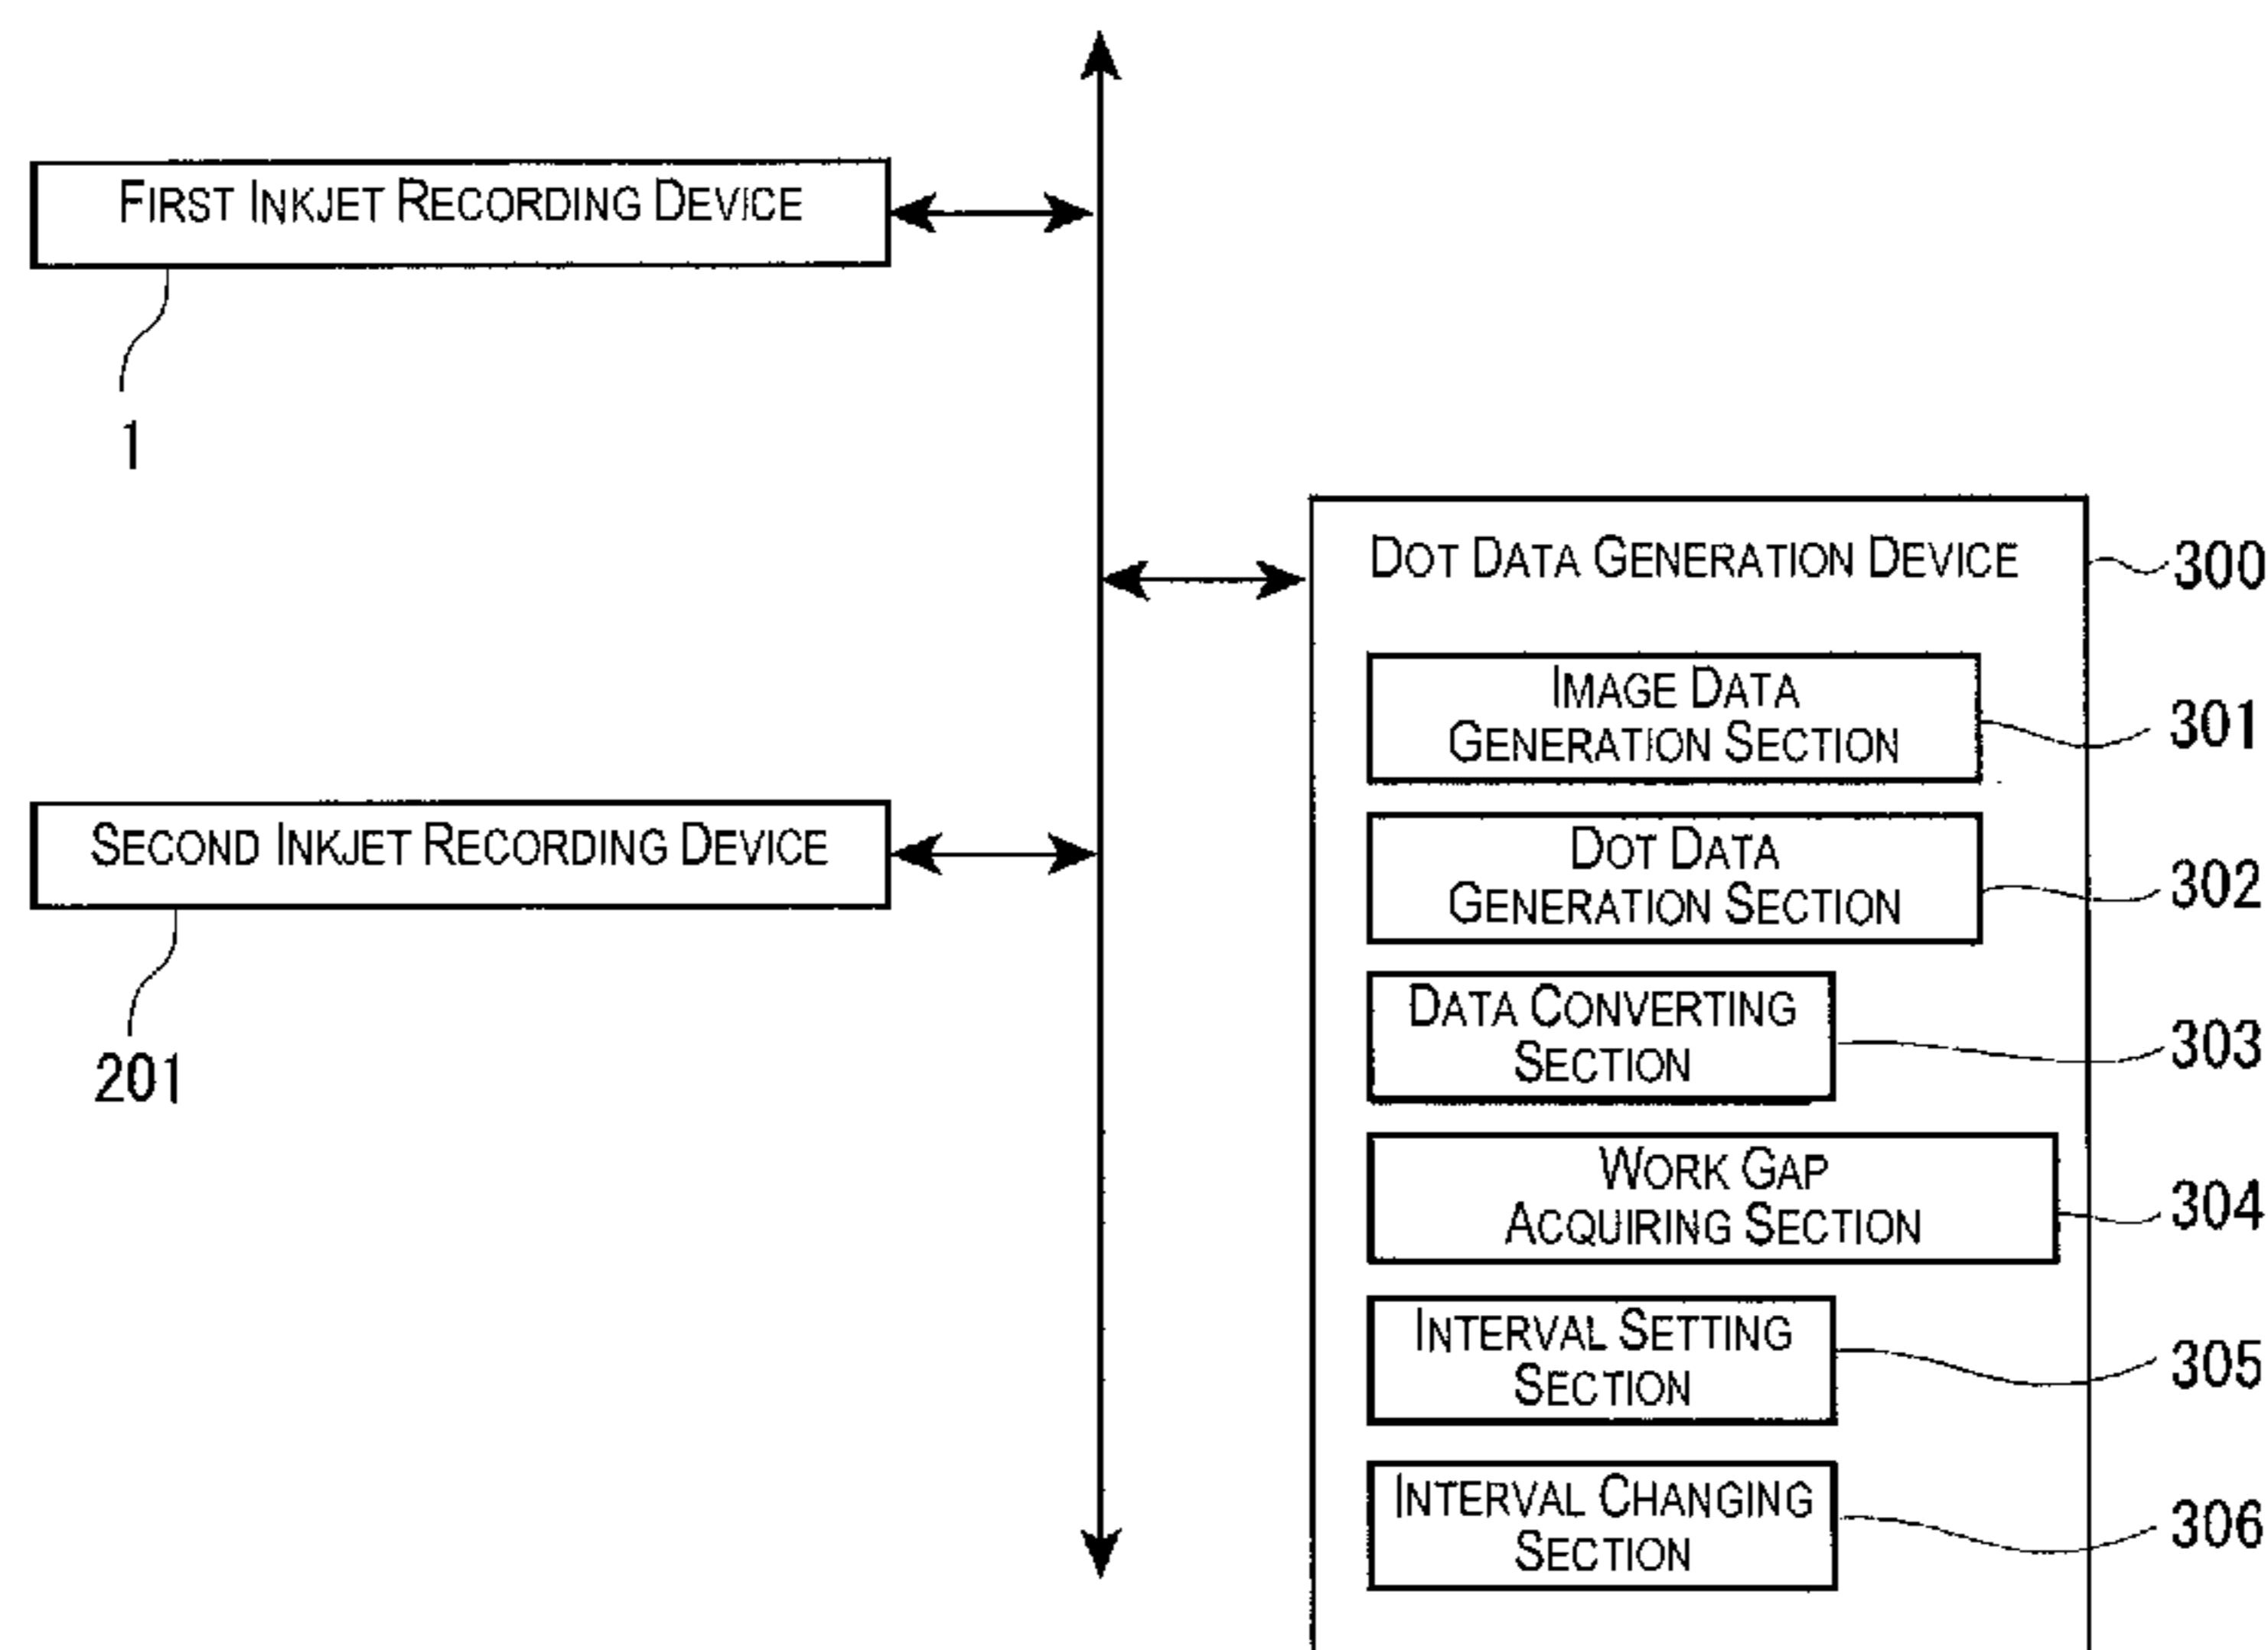 FIRST INKJET RECORDING DEVICE
1
SECOND INKJET RECORDING DEVICE
201
DOT DATA GENERATION DEVICE
300
IMAGE DATA
GENERATION SECTION
301
DOT DATA
GENERATION SECTION
302
DATA CONVERTING
SECTION
303
WORK GAP
ACQUIRING SECTION
304
INTERVAL SETTING
SECTION
305
INTERVAL CHANGING
SECTION
306